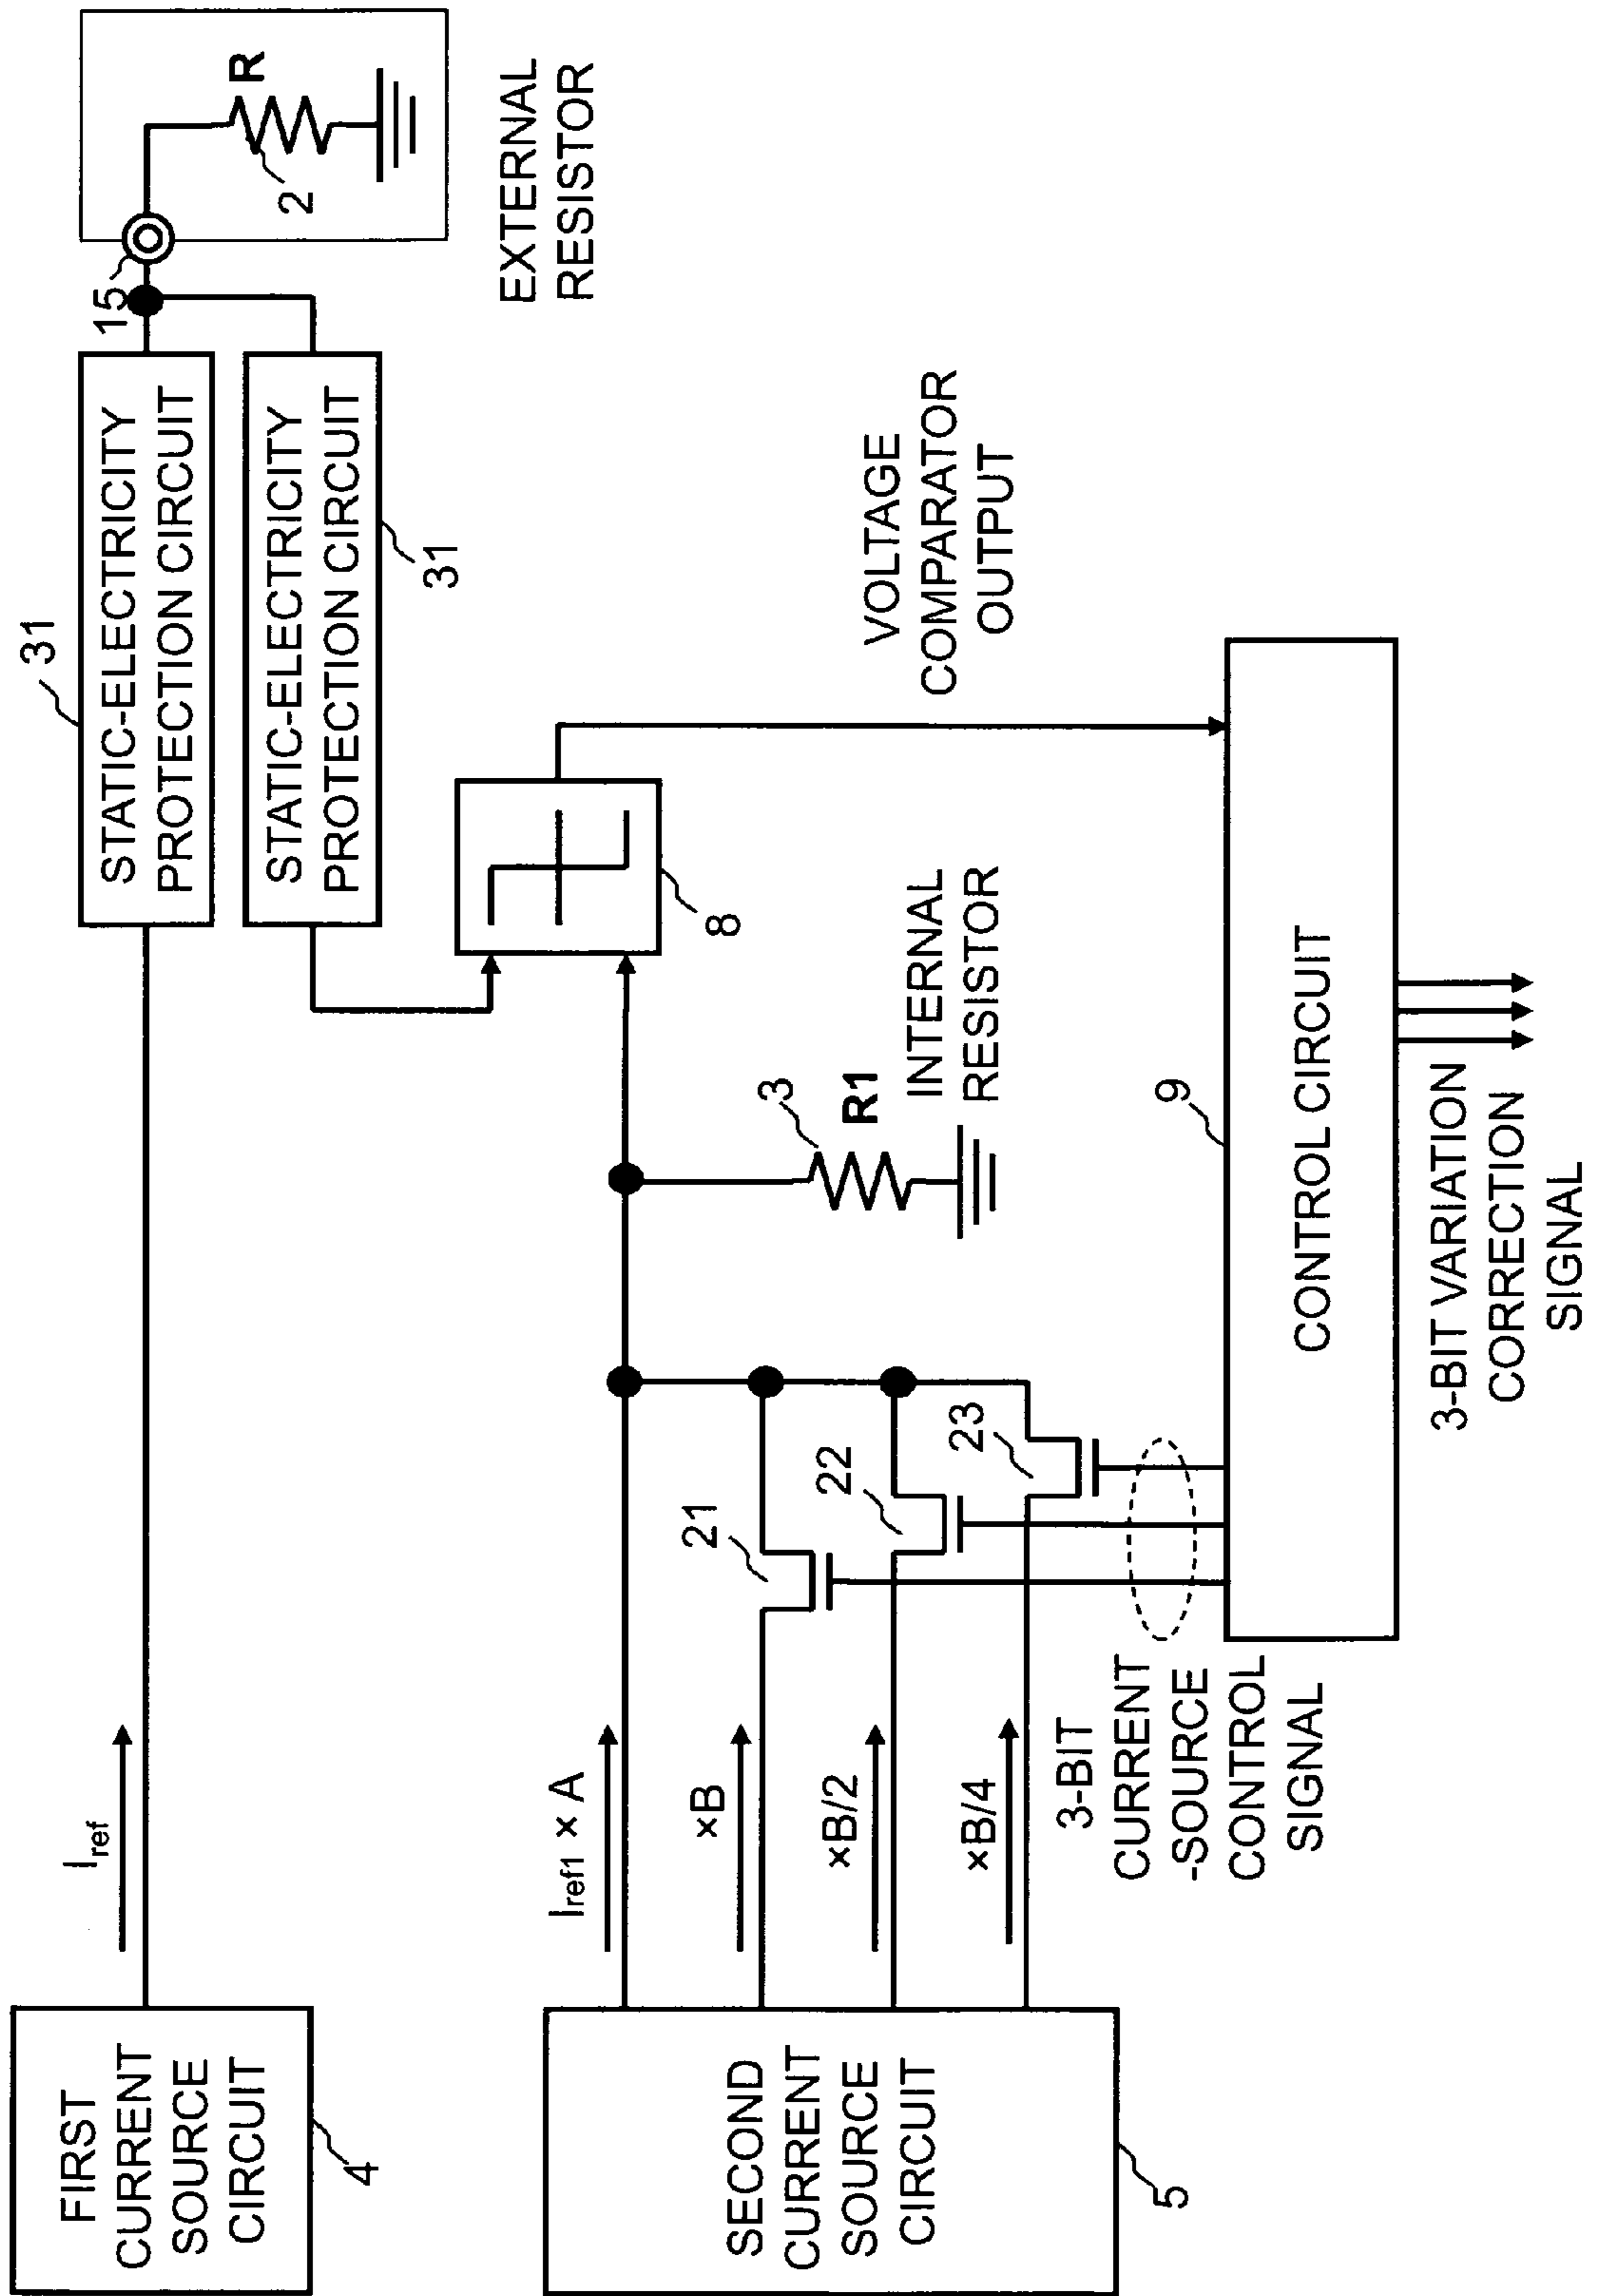 FIRST
CURRENT
SOURCE
CIRCUIT
4
Iref
31
STATIC-ELECTRICITY
PROTECTION CIRCUIT
STATIC-ELECTRICITY
PROTECTION CIRCUIT
31
15
2
R
EXTERNAL
RESISTOR
SECOND
CURRENT
SOURCE
CIRCUIT
5
Iref1 × A
×B
×B/2
×B/4
21
22
23
3
R1
INTERNAL
RESISTOR
8
VOLTAGE
COMPARATOR
OUTPUT
3-BIT
CURRENT
-SOURCE
CONTROL
SIGNAL
9
CONTROL CIRCUIT
3-BIT VARIATION
CORRECTION
SIGNAL